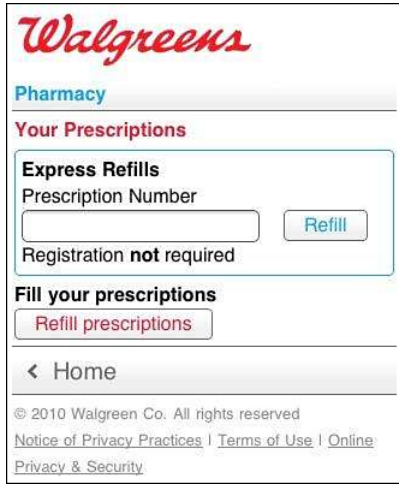 Walgreens
Pharmacy
Your Prescriptions
Express Refills
Prescription Number
Refill
Registration not required
Fill your prescriptions
Refill prescriptions
< Home
© 2010 Walgreen Co. All rights reserved
Notice of Privacy Practices | Terms of Use | Online
Privacy & Security